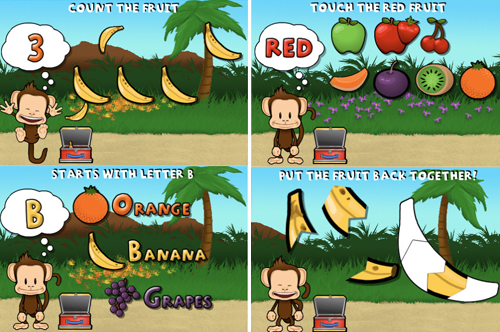 COUNT THE FRUIT
3
TOUCH THE RED FRUIT
RED
STARTS WITH LETTER B
B
ORANGE
BANANA
GRAPES
PUT THE FRUIT BACK TOGETHER!